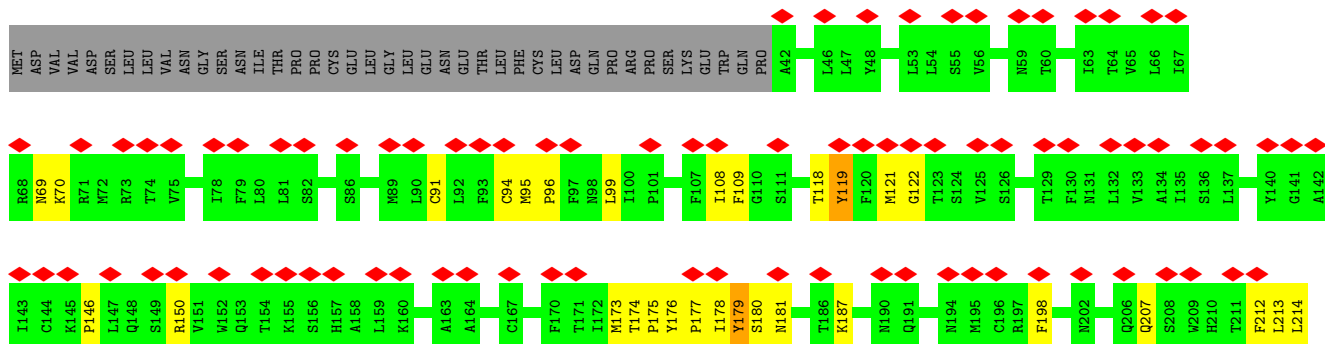 MET ASP VAL VAL ASP SER LEU LEU VAL ASN GLY SER ASN ILE THR PRO PRO CYS GLU LEU GLY LEU GLU ASN GLU THR LEU PHE CYS LEU ASP GLN PRO ARG PRO SER LYS GLU TRP GLN PRO A42 L46 L47 Y48 L53 L54 S55 V56 N59 T60 I63 T64 V65 L66 I67
R68 N69 K70 R71 M72 R73 T74 V75 I78 F79 L80 L81 S82 S86 M89 L90 C91 L92 F93 C94 M95 P96 F97 N98 L99 I100 P101 F107 I108 F109 G110 S111 T118 Y119 F120 M121 G122 T123 S124 V125 S126 T129 F130 N131 L132 V133 A134 I135 S136 L137 Y140 G141 A142
I143 C144 K145 P146 L147 Q148 S149 R150 V151 W152 Q153 T154 K155 S156 H157 A158 L159 K160 A163 A164 C167 F170 T171 I172 M173 T174 P175 Y176 P177 I178 Y179 S180 N181 T186 K187 N190 Q191 N194 M195 C196 R197 F198 N202 Q206 Q207 S208 W209 H210 T211 F212 L213 L214